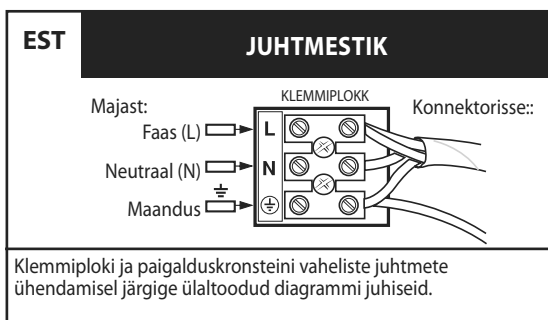 EST
JUHTMESTIK
KLEMMIPLOKK
Majast:
Konnektorisse::
Faas (L)
L
Neutraal (N)
N
Maandus
Klemmiploki ja paigalduskronsteini vaheliste juhtmete
ühendamisel järgige ülaltoodud diagrammi juhiseid.